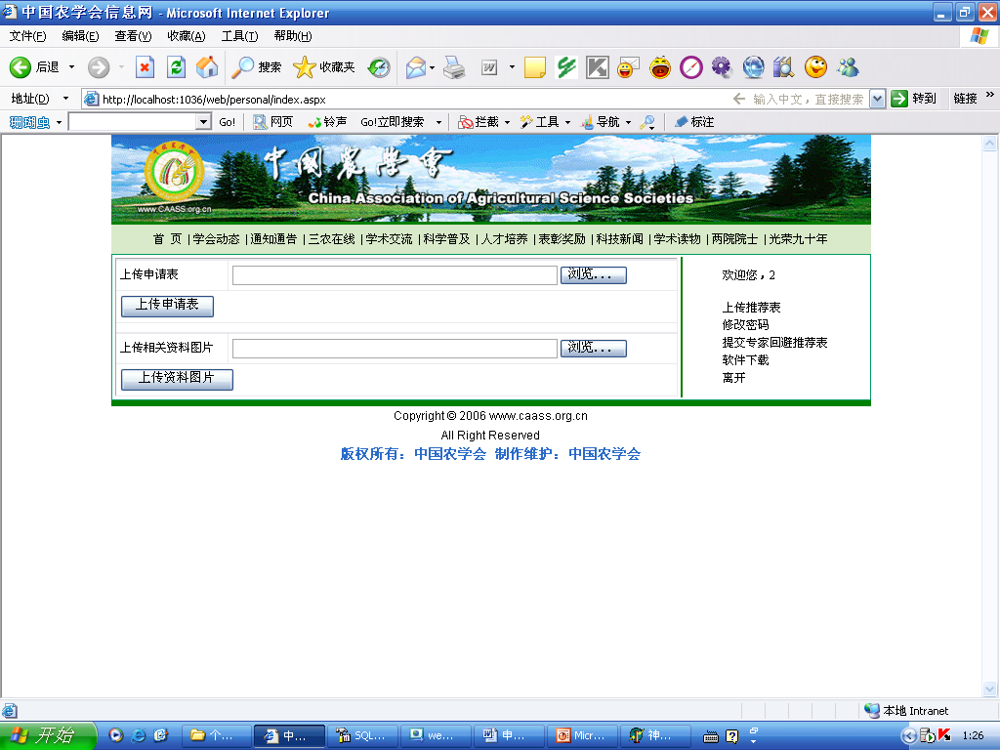 中国农学会信息网 - Microsoft Internet Explorer
文件(F) 编辑(E) 查看(V) 收藏(A) 工具(T) 帮助(H)
后退 搜索 收藏夹
地址(D) http://localhost:1036/web/personal/index.aspx 输入中文，直接搜索 转到 链接 »
珊瑚虫 Go! 网页 铃声 Go!立即搜索 拦截 工具 导航 标注
中國农學會
China Association of Agricultural Science Societies
www.CAASS.org.cn
首 页 | 学会动态 | 通知通告 | 三农在线 | 学术交流 | 科学普及 | 人才培养 | 表彰奖励 | 科技新闻 | 学术读物 | 两院院士 | 光荣九十年
上传申请表 浏览...
上传申请表
上传相关资料图片 浏览...
上传资料图片
欢迎您，2
上传推荐表
修改密码
提交专家回避推荐表
软件下载
离开
Copyright © 2006 www.caass.org.cn
All Right Reserved
版权所有：中国农学会 制作维护：中国农学会
本地 Intranet
开始 个... 中... SQL... we... 申... Micr... 神... 1:26